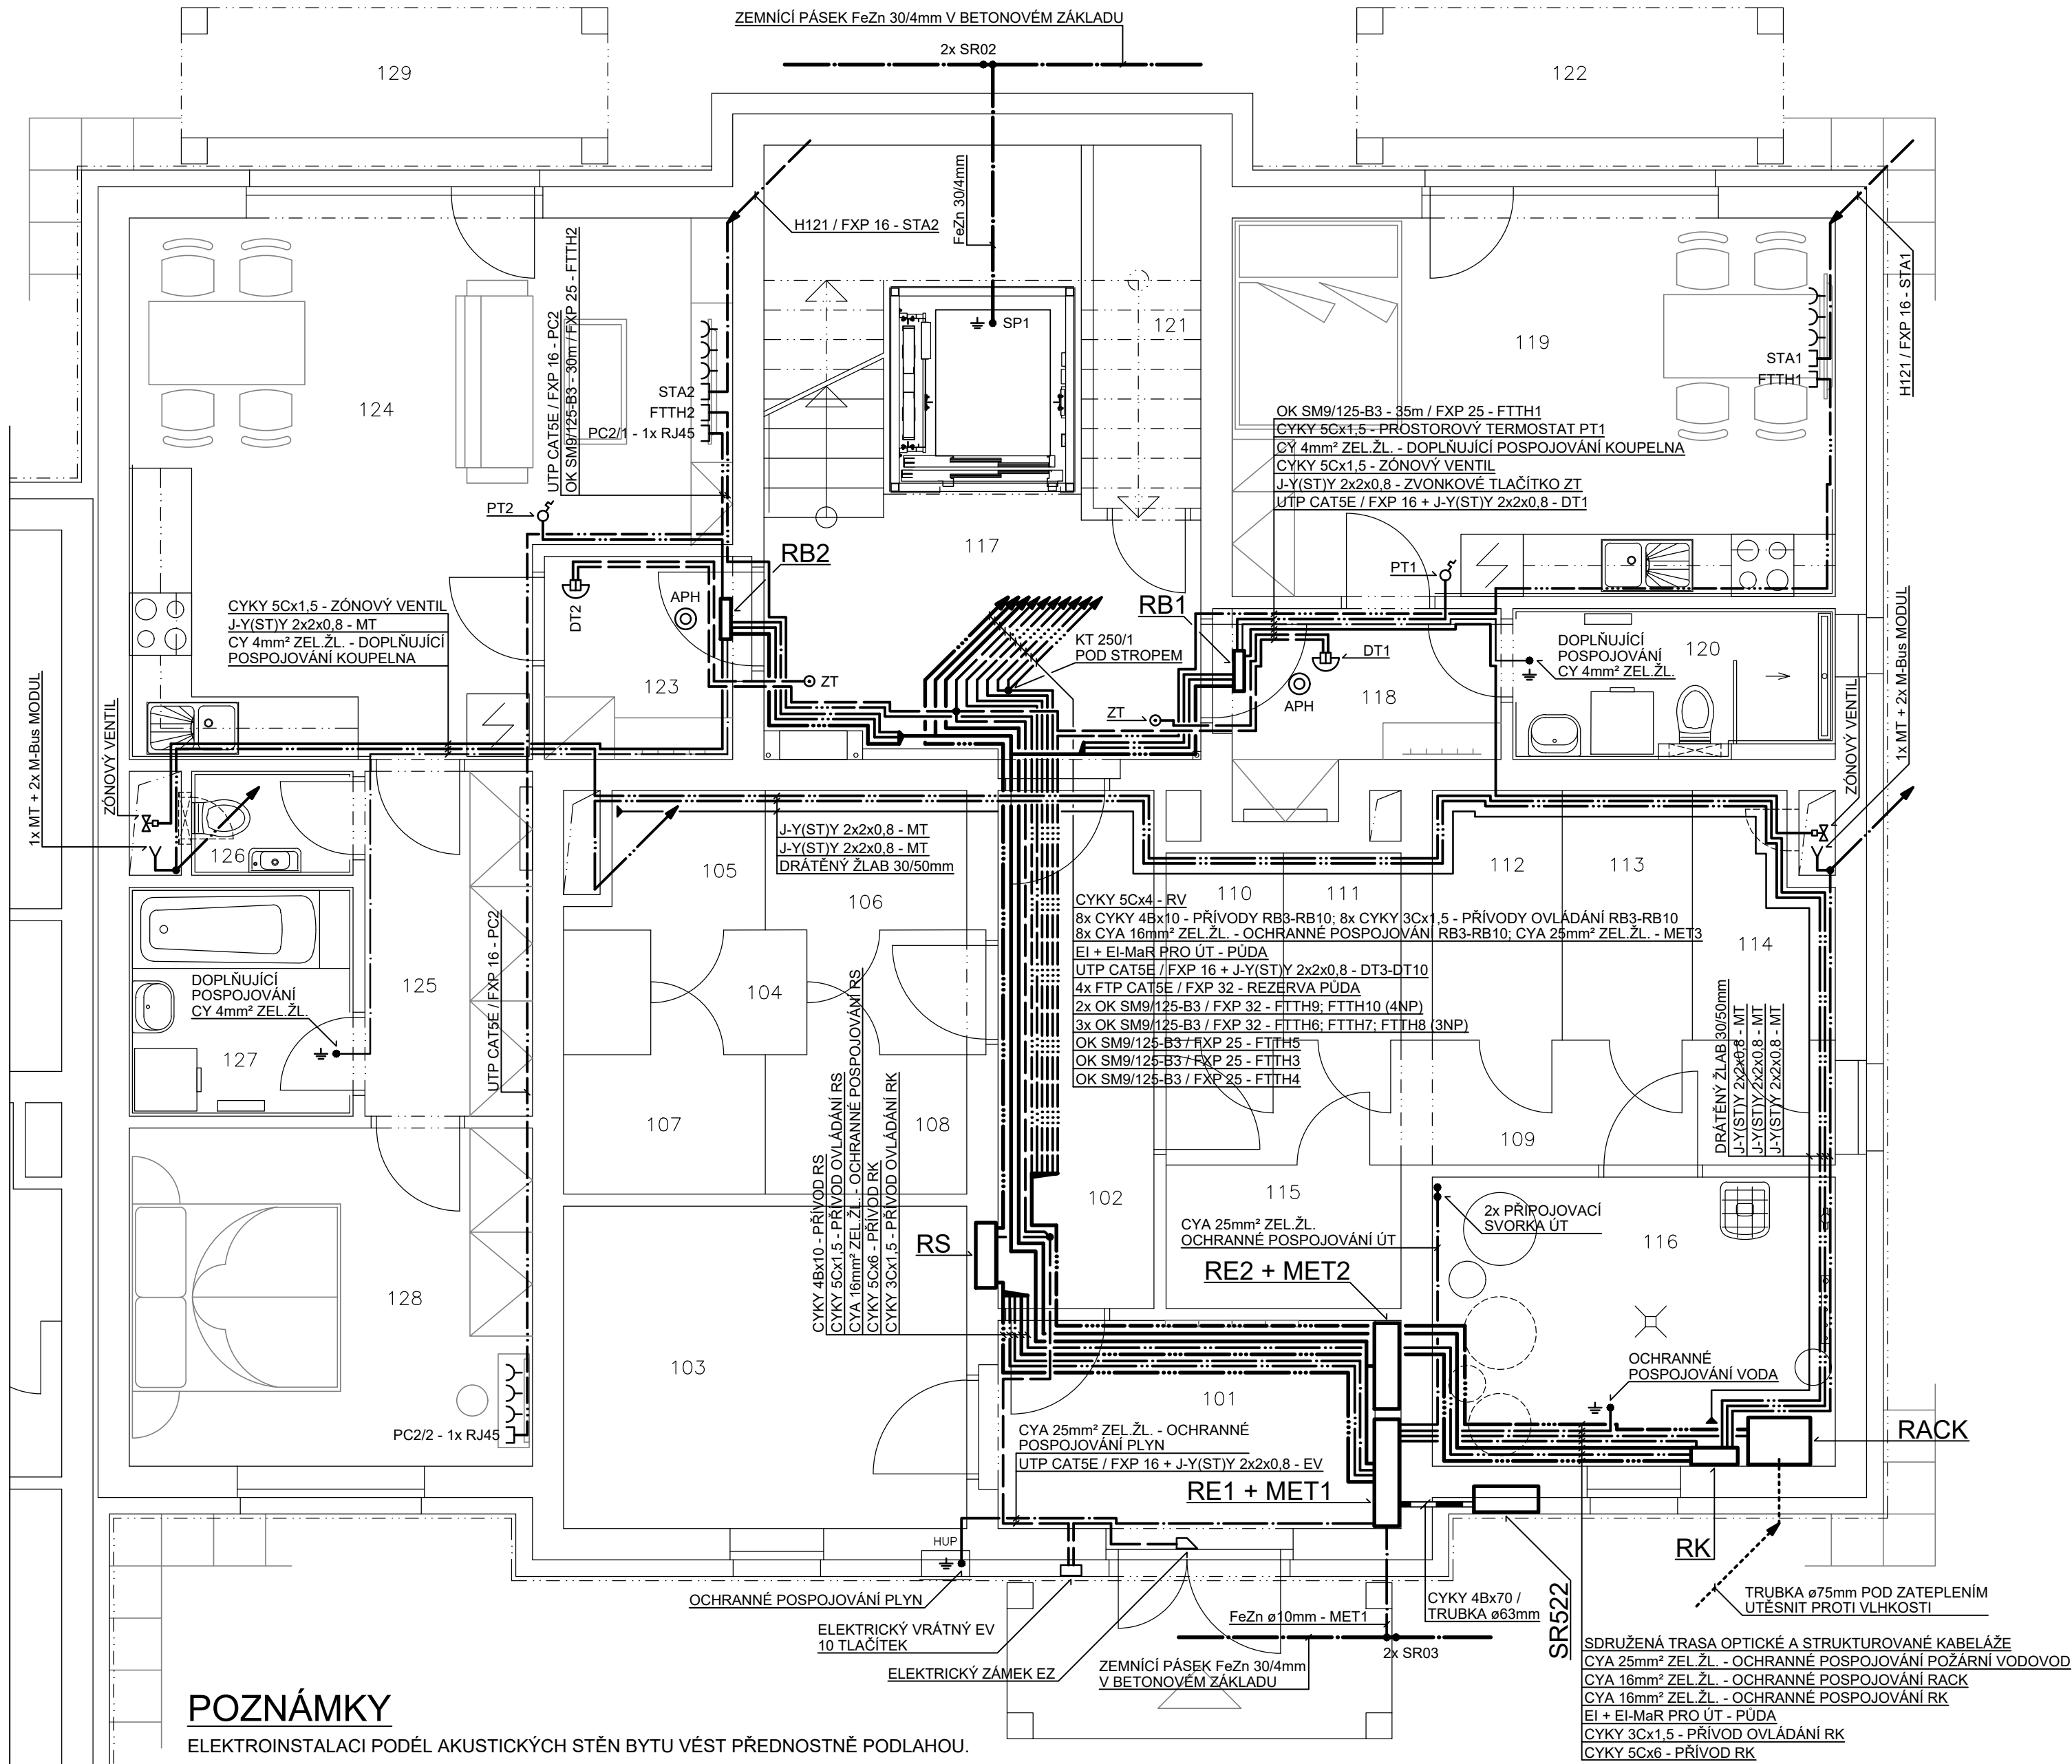 ZEMNÍCÍ PÁSEK FeZn 30/4mm V BETONOVÉM ZÁKLADU
2x SR02
129
122
FeZn 30/4mm
H121 / FXP 16 - STA2
UTP CAT5E / FXP 16 - PC2
OK SM9/125-B3 - 30m / FXP 25 - FTTH2
SP1
121
119
H121 / FXP 16 - STA1
STA1
FTTH1
124
STA2
FTTH2
PC2/1 - 1x RJ45
OK SM9/125-B3 - 35m / FXP 25 - FTTH1
CYKY 5Cx1,5 - PROSTOROVÝ TERMOSTAT PT1
CY 4mm² ZEL.ŽL. - DOPLŇUJÍCÍ POSPOJOVÁNÍ KOUPELNA
CYKY 5Cx1,5 - ZÓNOVÝ VENTIL
J-Y(ST)Y 2x2x0,8 - ZVONKOVÉ TLAČÍTKO ZT
UTP CAT5E / FXP 16 + J-Y(ST)Y 2x2x0,8 - DT1
PT2
117
RB2
PT1
DT2
APH
RB1
CYKY 5Cx1,5 - ZÓNOVÝ VENTIL
J-Y(ST)Y 2x2x0,8 - MT
CY 4mm² ZEL.ŽL. - DOPLŇUJÍCÍ
POSPOJOVÁNÍ KOUPELNA
KT 250/1
POD STROPEM
DT1
DOPLŇUJÍCÍ
POSPOJOVÁNÍ
CY 4mm² ZEL.ŽL.
120
123
ZT
ZT
APH
118
ZÓNOVÝ VENTIL
1x MT + 2x M-Bus MODUL
1x MT + 2x M-Bus MODUL
ZÓNOVÝ VENTIL
126
J-Y(ST)Y 2x2x0,8 - MT
J-Y(ST)Y 2x2x0,8 - MT
DRÁTĚNÝ ŽLAB 30/50mm
105
106
110
111
112
113
CYKY 5Cx4 - RV
8x CYKY 4Bx10 - PŘÍVODY RB3-RB10; 8x CYKY 3Cx1,5 - PŘÍVODY OVLÁDÁNÍ RB3-RB10
8x CYA 16mm² ZEL.ŽL. - OCHRANNÉ POSPOJOVÁNÍ RB3-RB10; CYA 25mm² ZEL.ŽL. - MET3
EI + EI-MaR PRO ÚT - PŮDA
UTP CAT5E / FXP 16 + J-Y(ST)Y 2x2x0,8 - DT3-DT10
4x FTP CAT5E / FXP 32 - REZERVA PŮDA
2x OK SM9/125-B3 / FXP 32 - FTTH9; FTTH10 (4NP)
3x OK SM9/125-B3 / FXP 32 - FTTH6; FTTH7; FTTH8 (3NP)
OK SM9/125-B3 / FXP 25 - FTTH5
OK SM9/125-B3 / FXP 25 - FTTH3
OK SM9/125-B3 / FXP 25 - FTTH4
114
UTP CAT5E / FXP 16 - PC2
DOPLŇUJÍCÍ
POSPOJOVÁNÍ
CY 4mm² ZEL.ŽL.
125
104
127
107
108
109
DRÁTĚNÝ ŽLAB 30/50mm
J-Y(ST)Y 2x2x0,8 - MT
J-Y(ST)Y 2x2x0,8 - MT
J-Y(ST)Y 2x2x0,8 - MT
CYKY 4Bx10 - PŘÍVOD RS
CYKY 5Cx1,5 - PŘÍVOD OVLÁDÁNÍ RS
CYA 16mm² ZEL.ŽL. - OCHRANNÉ POSPOJOVÁNÍ RS
CYKY 5Cx6 - PŘÍVOD RK
CYKY 3Cx1,5 - PŘÍVOD OVLÁDÁNÍ RK
102
115
CYA 25mm² ZEL.ŽL.
OCHRANNÉ POSPOJOVÁNÍ ÚT
2x PŘIPOJOVACÍ
SVORKA ÚT
116
RS
RE2 + MET2
128
103
101
OCHRANNÉ
POSPOJOVÁNÍ VODA
PC2/2 - 1x RJ45
CYA 25mm² ZEL.ŽL. - OCHRANNÉ
POSPOJOVÁNÍ PLYN
UTP CAT5E / FXP 16 + J-Y(ST)Y 2x2x0,8 - EV
RACK
RE1 + MET1
HUP
RK
OCHRANNÉ POSPOJOVÁNÍ PLYN
ELEKTRICKÝ VRÁTNÝ EV
10 TLAČÍTEK
ELEKTRICKÝ ZÁMEK EZ
FeZn ø10mm - MET1
CYKY 4Bx70 /
TRUBKA ø63mm
SR522
TRUBKA ø75mm POD ZATEPLENÍM
UTĚSNIT PROTI VLHKOSTI
2x SR03
ZEMNÍCÍ PÁSEK FeZn 30/4mm
V BETONOVÉM ZÁKLADU
SDRUŽENÁ TRASA OPTICKÉ A STRUKTUROVANÉ KABELÁŽE
CYA 25mm² ZEL.ŽL. - OCHRANNÉ POSPOJOVÁNÍ POŽÁRNÍ VODOVOD
CYA 16mm² ZEL.ŽL. - OCHRANNÉ POSPOJOVÁNÍ RACK
CYA 16mm² ZEL.ŽL. - OCHRANNÉ POSPOJOVÁNÍ RK
EI + EI-MaR PRO ÚT - PŮDA
CYKY 3Cx1,5 - PŘÍVOD OVLÁDÁNÍ RK
CYKY 5Cx6 - PŘÍVOD RK
POZNÁMKY
ELEKTROINSTALACI PODÉL AKUSTICKÝCH STĚN BYTU VÉST PŘEDNOSTNĚ PODLAHOU.